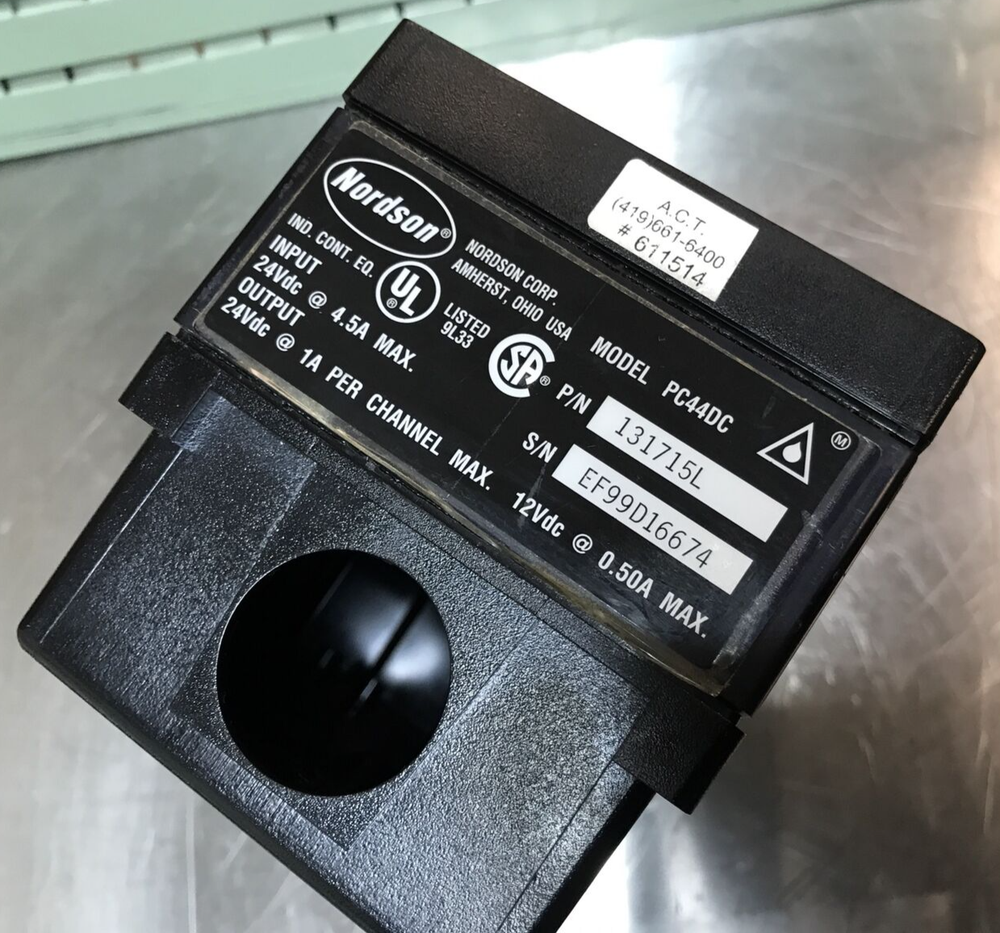 A.C.T.
(419)661-6400
# 611514
Nordson®
NORDSON CORP.
AMHERST, OHIO USA
IND. CONT. EQ.
UL®
LISTED
9L33
SA®
INPUT
24Vdc @ 4.5A MAX.
OUTPUT
24Vdc @ 1A PER CHANNEL MAX. 12Vdc @ 0.50A MAX.
MODEL PC44DC
P/N 131715L
S/N EF99D16674
M